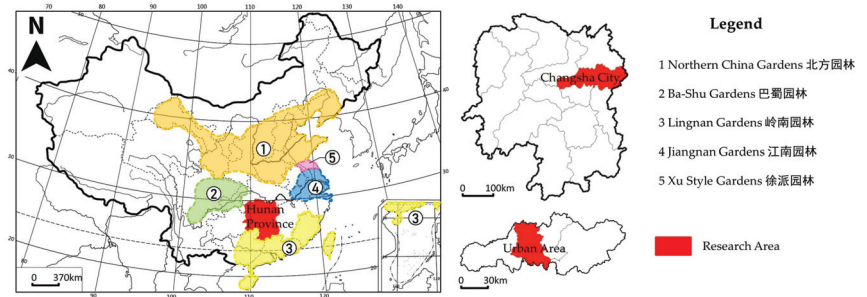 70
80
90
100
110
120
130
140
N
40
40
30
30
20
20
①
⑤
②
④
Hunan
Province
③
③
0 370km
100
110
120
Changsha City
0 100km
Urban Area
0 30km
Legend
1 Northern China Gardens 北方园林
2 Ba-Shu Gardens 巴蜀园林
3 Lingnan Gardens 岭南园林
4 Jiangnan Gardens 江南园林
5 Xu Style Gardens 徐派园林
Research Area